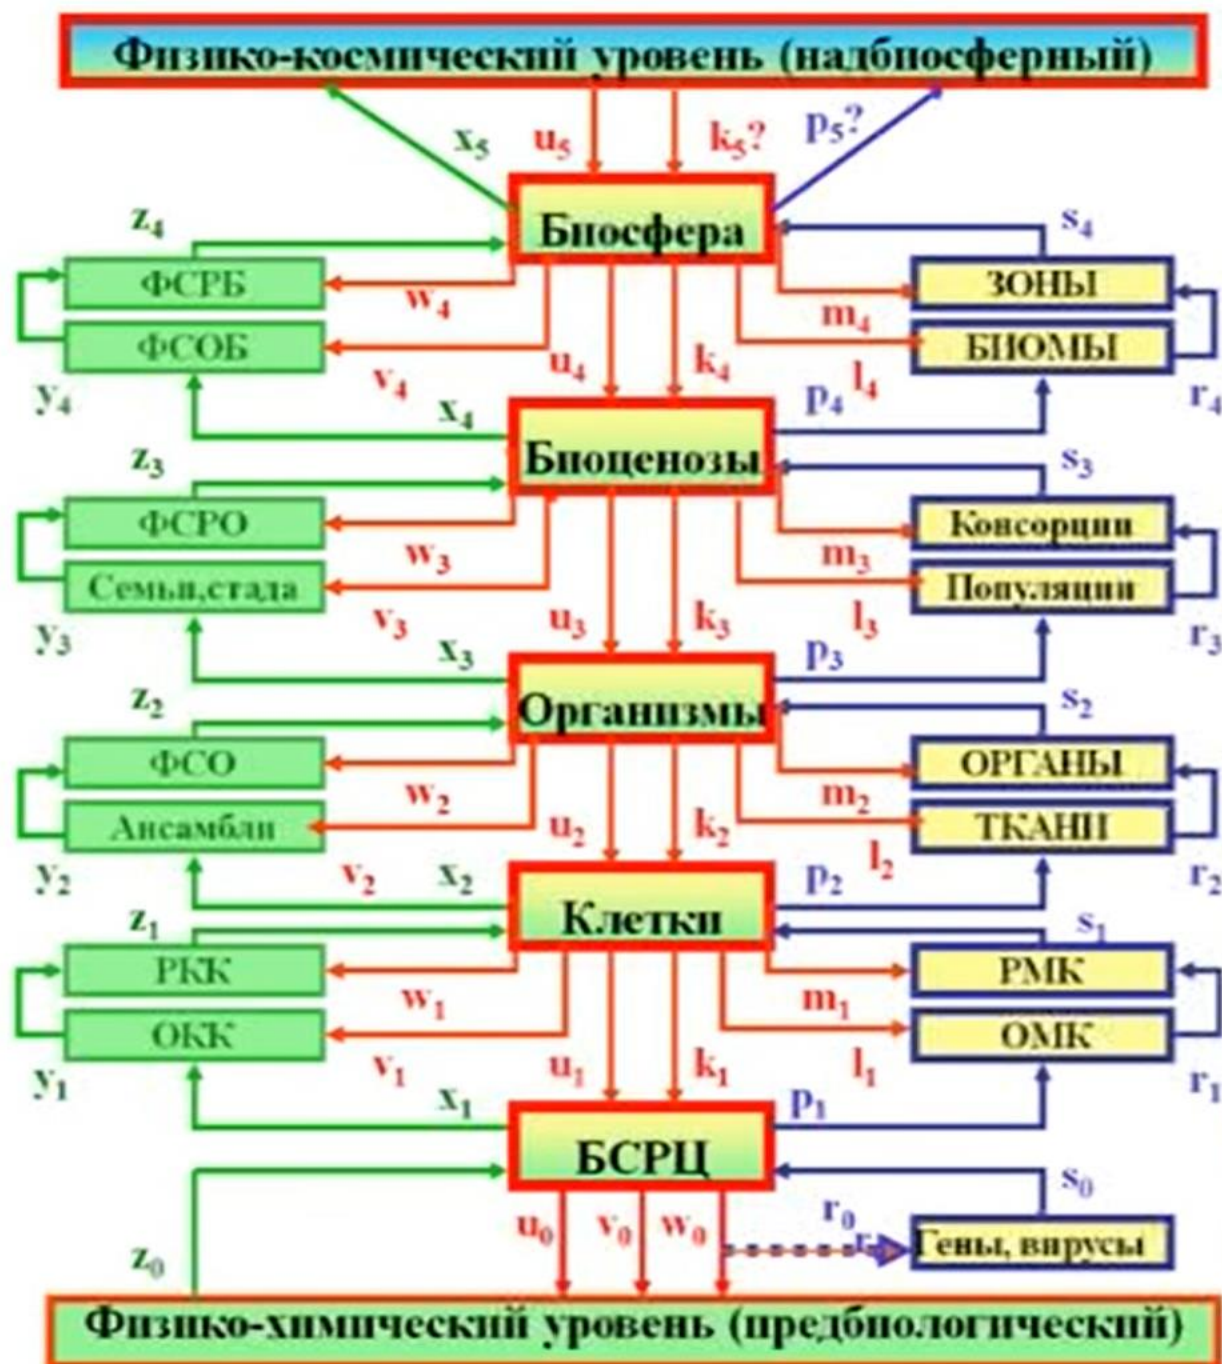 Физико-космический уровень (надбиосферный)
x5 u5 k5? p5?
Биосфера
z4 s4
ФСРБ ЗОНЫ
w4 m4
ФСОБ БИОМЫ
y4 v4 u4 k4 l4 r4
x4 p4
Биоценозы
z3 s3
ФСРО Консорции
w3 m3
Семьи,стада Популяции
y3 v3 u3 k3 l3 r3
x3 p3
Организмы
z2 s2
ФСО ОРГАНЫ
w2 m2
Ансамбли ТКАНИ
u2 k2
y2 v2 x2 p2 l2 r2
Клетки
z1 s1
РКК РМК
w1 m1
ОКК ОМК
y1 v1 u1 k1 l1 r1
x1 p1
БСРЦ
s0
u0 v0 w0 r0
r
Гены, вирусы
z0
Физико-химический уровень (предбиологический)